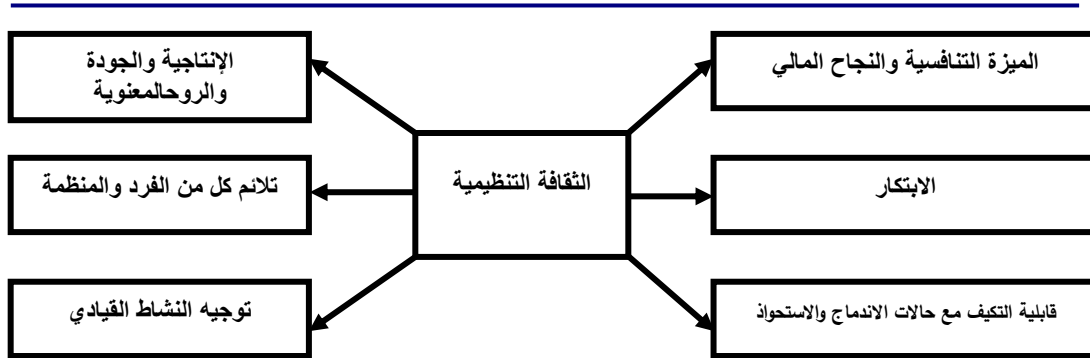 الميزة التنافسية والنجاح المالي
الإنتاجية والجودة
والروحالمعنوية
الثقافة التنظيمية
الابتكار
تلائم كل من الفرد والمنظمة
قابلية التكيف مع حالات الاندماج والاستحواذ
توجيه النشاط القيادي